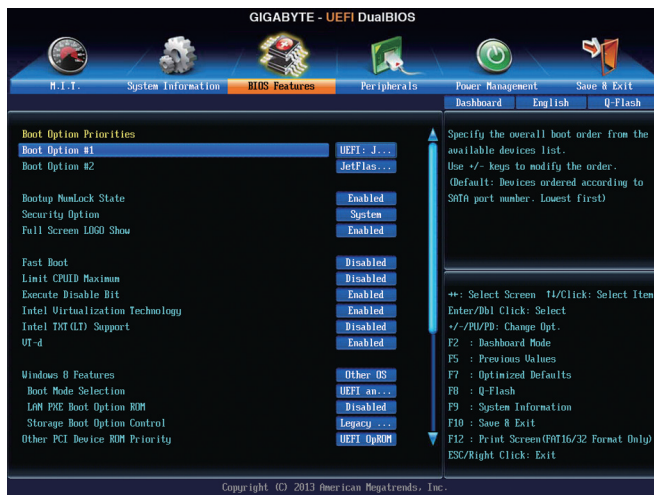 GIGABYTE - UEFI DualBIOS
M.I.T.
System Information
BIOS Features
Peripherals
Power Management
Save & Exit
Dashboard
English
Q-Flash
Boot Option Priorities
Boot Option #1 UEFI: J...
Boot Option #2 JetFlas...
Bootup NumLock State Enabled
Security Option System
Full Screen LOGO Show Enabled
Fast Boot Disabled
Limit CPUID Maximum Disabled
Execute Disable Bit Enabled
Intel Virtualization Technology Enabled
Intel TXT(LT) Support Disabled
VT-d Enabled
Windows 8 Features Other OS
Boot Mode Selection UEFI an...
LAN PXE Boot Option ROM Disabled
Storage Boot Option Control Legacy ...
Other PCI Device ROM Priority UEFI OpROM
Specify the overall boot order from the
available devices list.
Use +/- keys to modify the order.
(Default: Devices ordered according to
SATA port number. Lowest first)
↔: Select Screen ↑↓/Click: Select Item
Enter/Dbl Click: Select
+/-/PU/PD: Change Opt.
F2 : Dashboard Mode
F5 : Previous Values
F7 : Optimized Defaults
F8 : Q-Flash
F9 : System Information
F10 : Save & Exit
F12 : Print Screen(FAT16/32 Format Only)
ESC/Right Click: Exit
Copyright (C) 2013 American Megatrends, Inc.